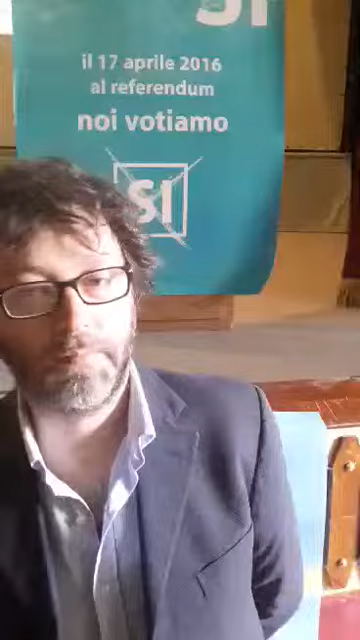 SI
il 17 aprile 2016
al referendum
noi votiamo
SI